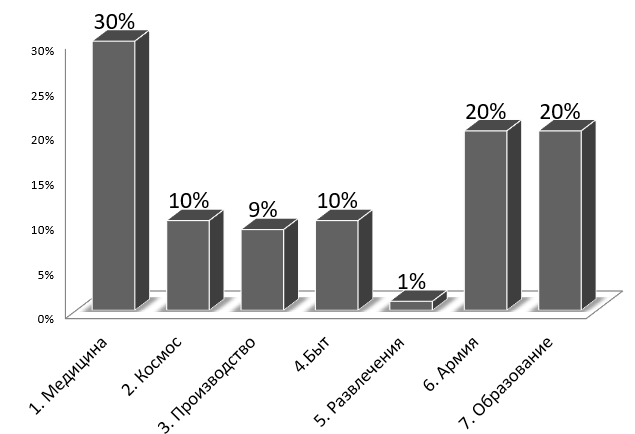 30%
10%
9%
10%
1%
20%
20%
30%
25%
20%
15%
10%
5%
0%
1. Медицина
2. Космос
3. Производство
4.Быт
5. Развлечения
6. Армия
7. Образование